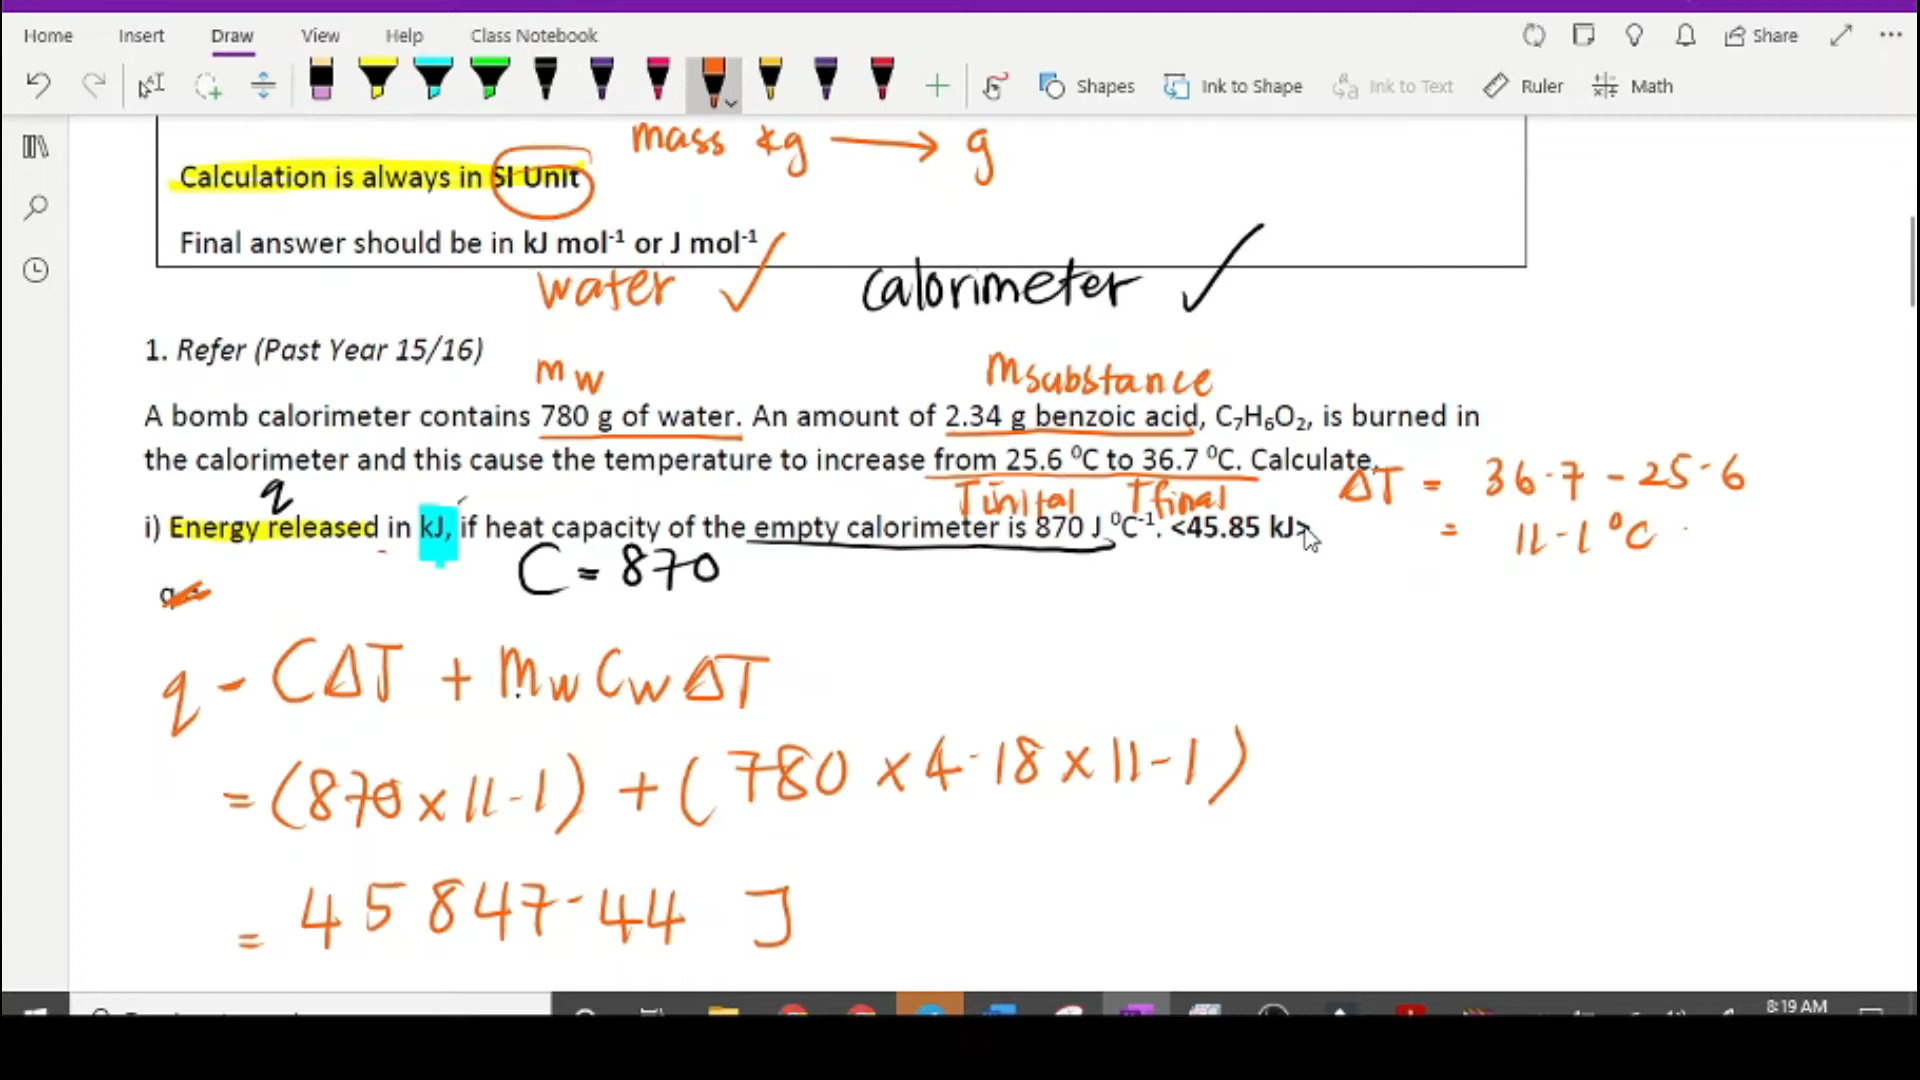 Home Insert Draw View Help Class Notebook Share
Shapes Ink to Shape Ink to Text Ruler Math
mass kg → g
Calculation is always in SI Unit
Final answer should be in kJ mol⁻¹ or J mol⁻¹
water ✓ calorimeter ✓
1. Refer (Past Year 15/16)
mw Msubstance
A bomb calorimeter contains 780 g of water. An amount of 2.34 g benzoic acid, C₇H₆O₂, is burned in
the calorimeter and this cause the temperature to increase from 25.6 ⁰C to 36.7 ⁰C. Calculate,
q Tinital Tfinal ΔT = 36.7 - 25.6
i) Energy released in kJ, if heat capacity of the empty calorimeter is 870 J ⁰C⁻¹. <45.85 kJ>
= 11.1 °C
C = 870
q = CΔT + mw Cw ΔT
= (870 x 11.1) + (780 x 4.18 x 11.1)
= 45847.44 J
8:19 AM